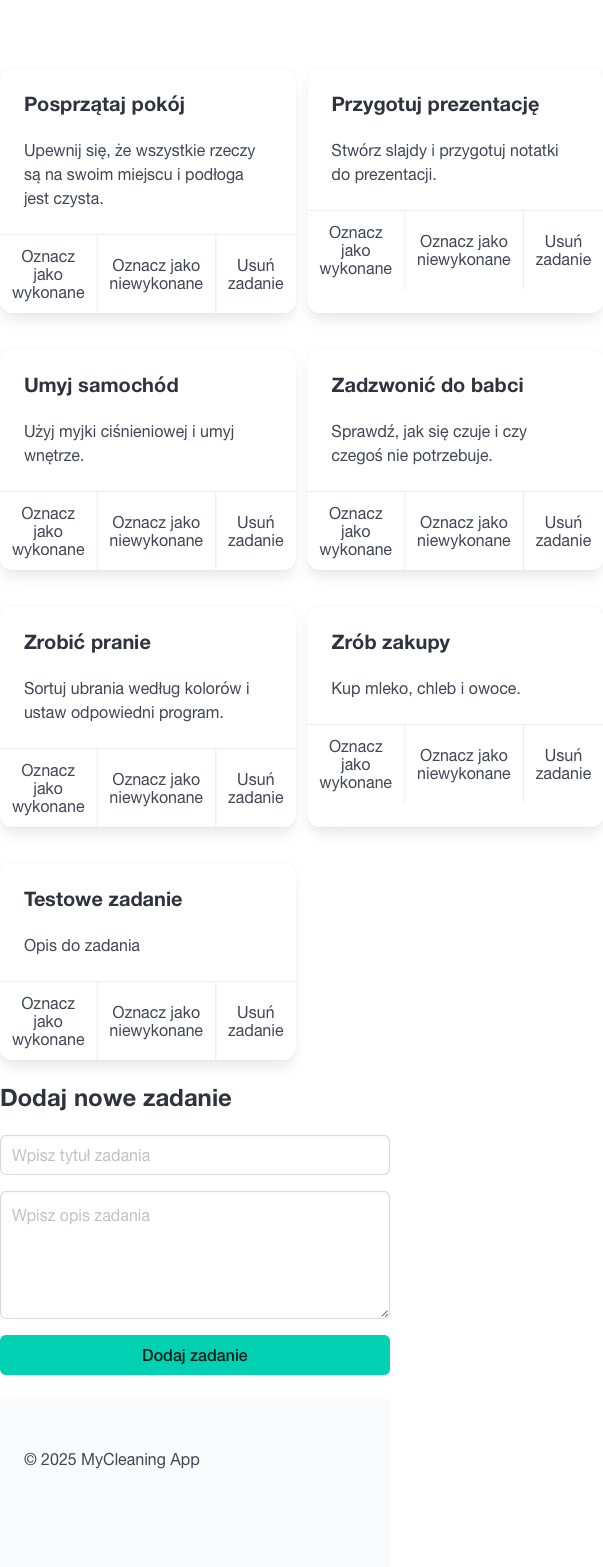 Posprzątaj pokój
Upewnij się, że wszystkie rzeczy
są na swoim miejscu i podłoga
jest czysta.
Oznacz
jako
wykonane
Oznacz jako
niewykonane
Usuń
zadanie
Przygotuj prezentację
Stwórz slajdy i przygotuj notatki
do prezentacji.
Oznacz
jako
wykonane
Oznacz jako
niewykonane
Usuń
zadanie
Umyj samochód
Użyj myjki ciśnieniowej i umyj
wnętrze.
Oznacz
jako
wykonane
Oznacz jako
niewykonane
Usuń
zadanie
Zadzwonić do babci
Sprawdź, jak się czuje i czy
czegoś nie potrzebuje.
Oznacz
jako
wykonane
Oznacz jako
niewykonane
Usuń
zadanie
Zrobić pranie
Sortuj ubrania według kolorów i
ustaw odpowiedni program.
Oznacz
jako
wykonane
Oznacz jako
niewykonane
Usuń
zadanie
Zrób zakupy
Kup mleko, chleb i owoce.
Oznacz
jako
wykonane
Oznacz jako
niewykonane
Usuń
zadanie
Testowe zadanie
Opis do zadania
Oznacz
jako
wykonane
Oznacz jako
niewykonane
Usuń
zadanie
Dodaj nowe zadanie
Wpisz tytuł zadania
Wpisz opis zadania
Dodaj zadanie
© 2025 MyCleaning App